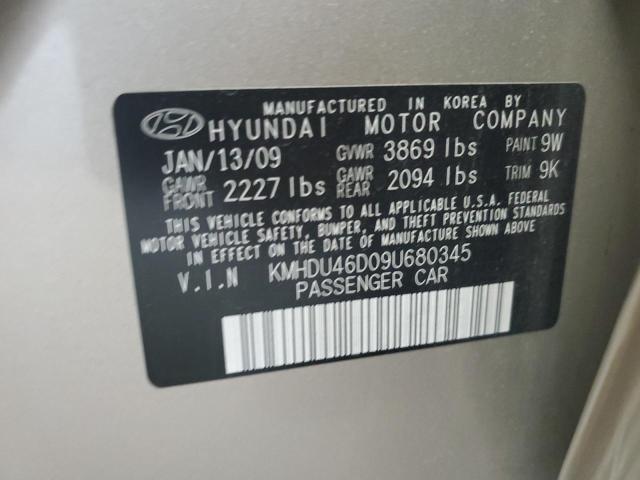 MANUFACTURED IN KOREA BY
HYUNDAI MOTOR COMPANY
JAN/13/09 GVWR 3869 lbs PAINT 9W
GAWR FRONT 2227 lbs GAWR REAR 2094 lbs TRIM 9K
THIS VEHICLE CONFORMS TO ALL APPLICABLE U.S.A. FEDERAL
MOTOR VEHICLE SAFETY, BUMPER, AND THEFT PREVENTION STANDARDS
IN EFFECT ON THE DATE OF MANUFACTURE SHOWN ABOVE.
V.I.N KMHDU46D09U680345
PASSENGER CAR